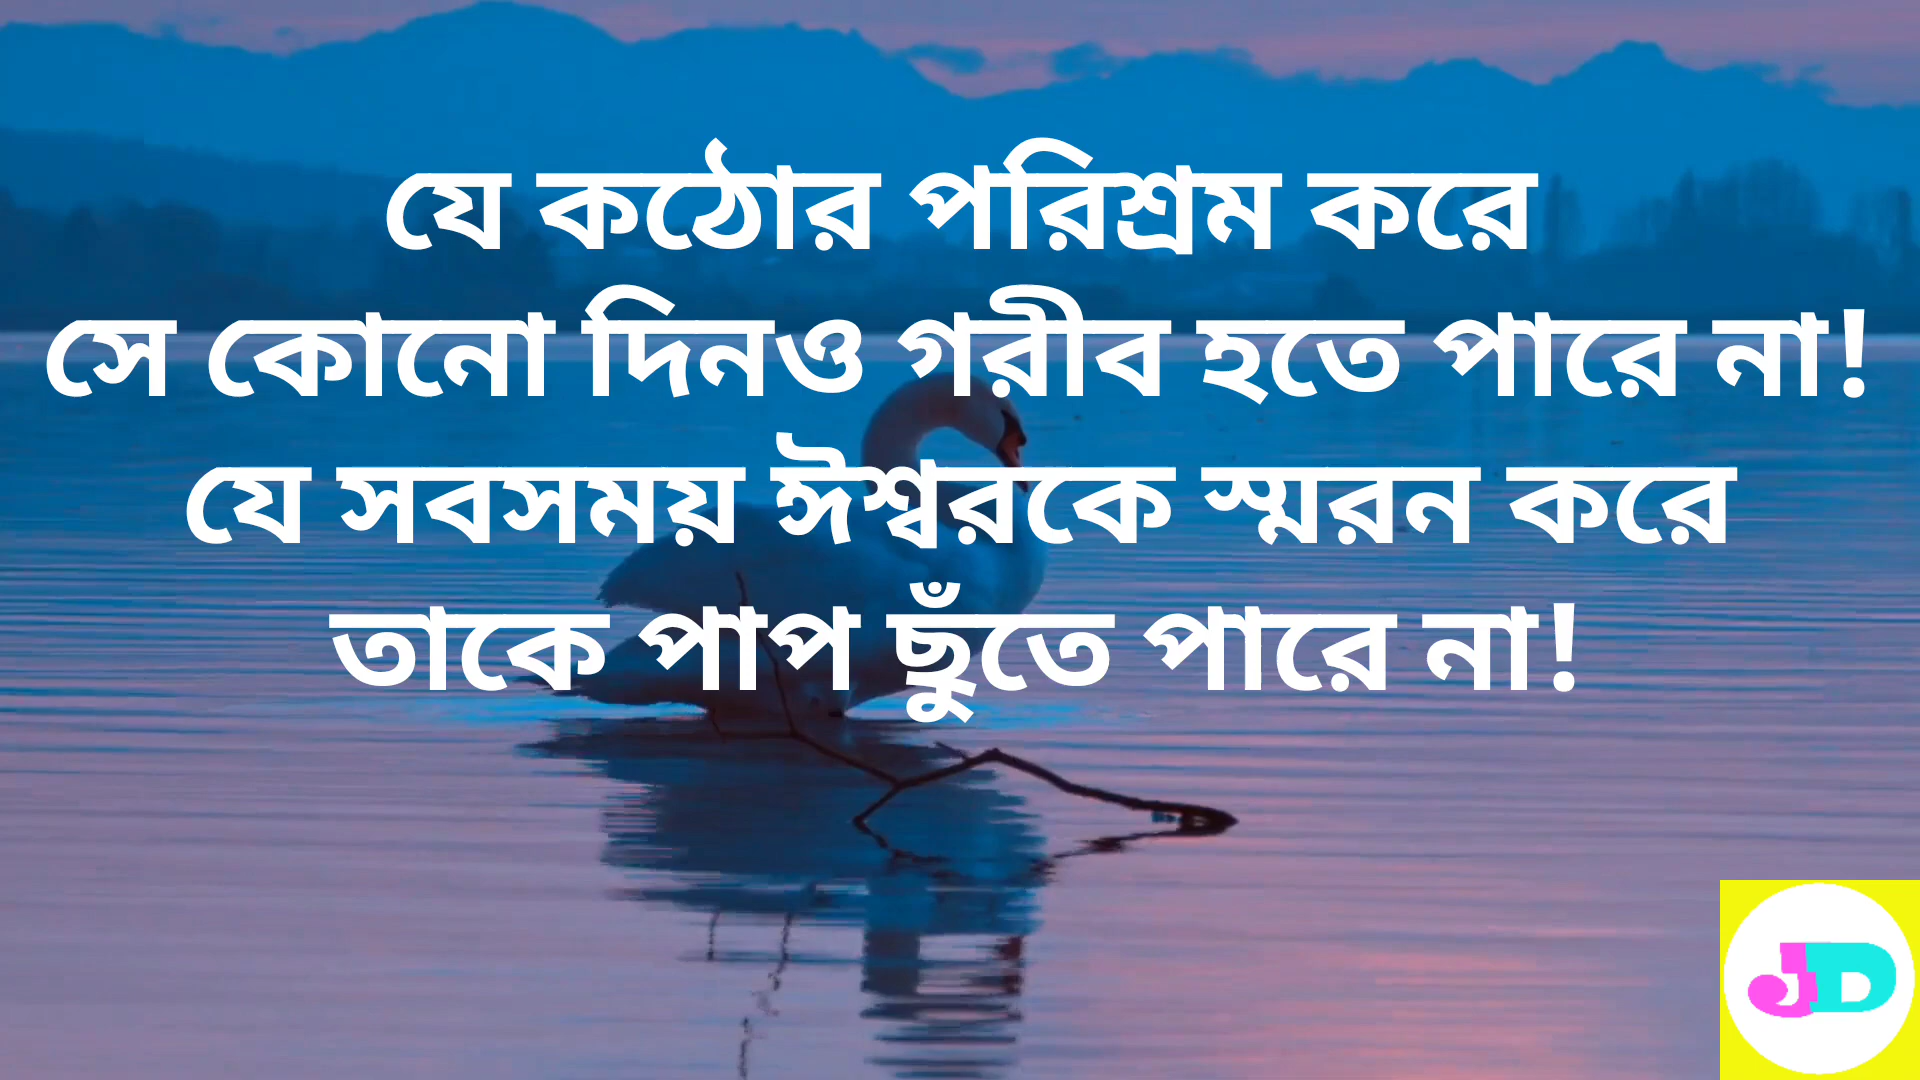 যে কঠোর পরিশ্রম করে
সে কোনো দিনও গরীব হতে পারে না!
যে সবসময় ঈশ্বরকে স্মরন করে
তাকে পাপ ছুঁতে পারে না!
JD